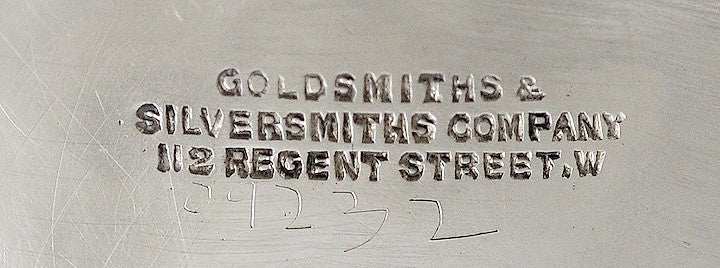 GOLDSMITHS &
SILVERSMITHS COMPANY
112 REGENT STREET.W